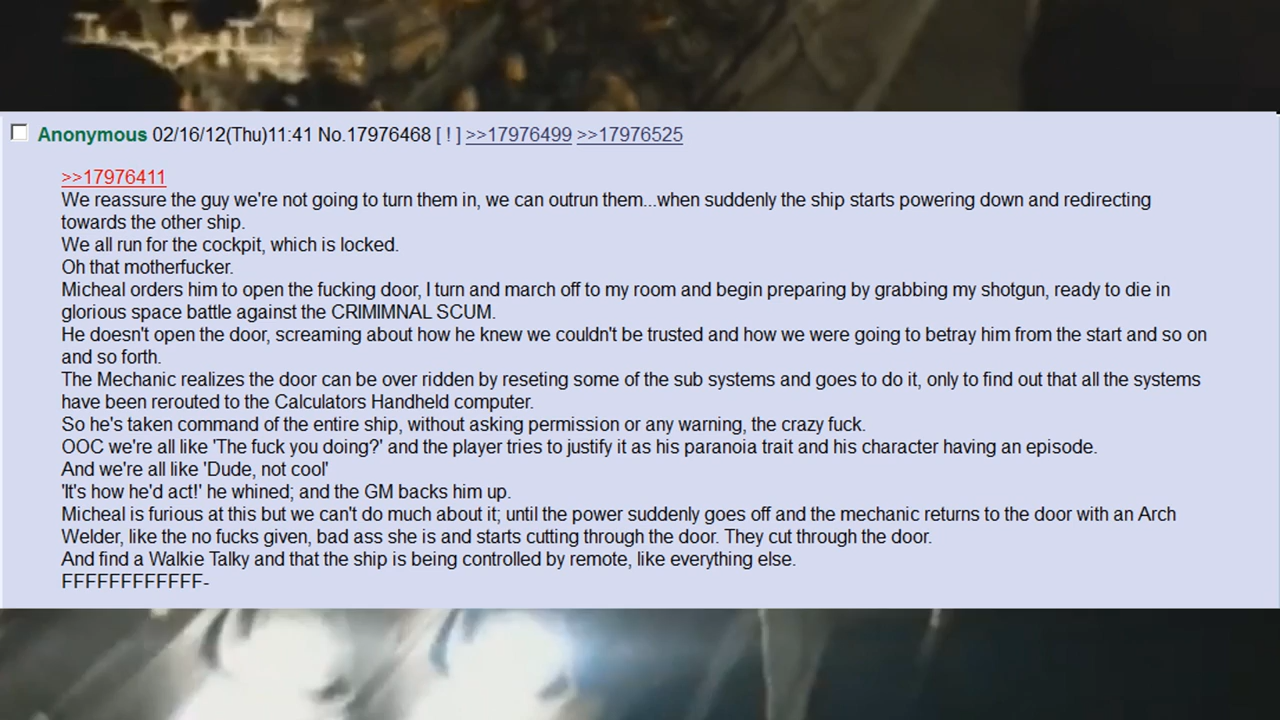 Anonymous 02/16/12(Thu)11:41 No.17976468 [ ! ] >>17976499 >>17976525
>>17976411
We reassure the guy we're not going to turn them in, we can outrun them...when suddenly the ship starts powering down and redirecting
towards the other ship.
We all run for the cockpit, which is locked.
Oh that motherfucker.
Micheal orders him to open the fucking door, I turn and march off to my room and begin preparing by grabbing my shotgun, ready to die in
glorious space battle against the CRIMIMNAL SCUM.
He doesn't open the door, screaming about how he knew we couldn't be trusted and how we were going to betray him from the start and so on
and so forth.
The Mechanic realizes the door can be over ridden by reseting some of the sub systems and goes to do it, only to find out that all the systems
have been rerouted to the Calculators Handheld computer.
So he's taken command of the entire ship, without asking permission or any warning, the crazy fuck.
OOC we're all like 'The fuck you doing?' and the player tries to justify it as his paranoia trait and his character having an episode.
And we're all like 'Dude, not cool'
'It's how he'd act!' he whined; and the GM backs him up.
Micheal is furious at this but we can't do much about it; until the power suddenly goes off and the mechanic returns to the door with an Arch
Welder, like the no fucks given, bad ass she is and starts cutting through the door. They cut through the door.
And find a Walkie Talky and that the ship is being controlled by remote, like everything else.
FFFFFFFFFFFF-